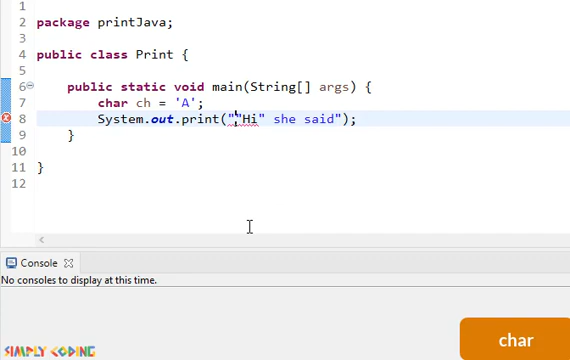 1
2 package printJava;
3
4 public class Print {
5
6 public static void main(String[] args) {
7 char ch = 'A';
8 System.out.print(""Hi" she said");
9 }
10
11 }
12
Console
No consoles to display at this time.
char
SIMPLY CODING